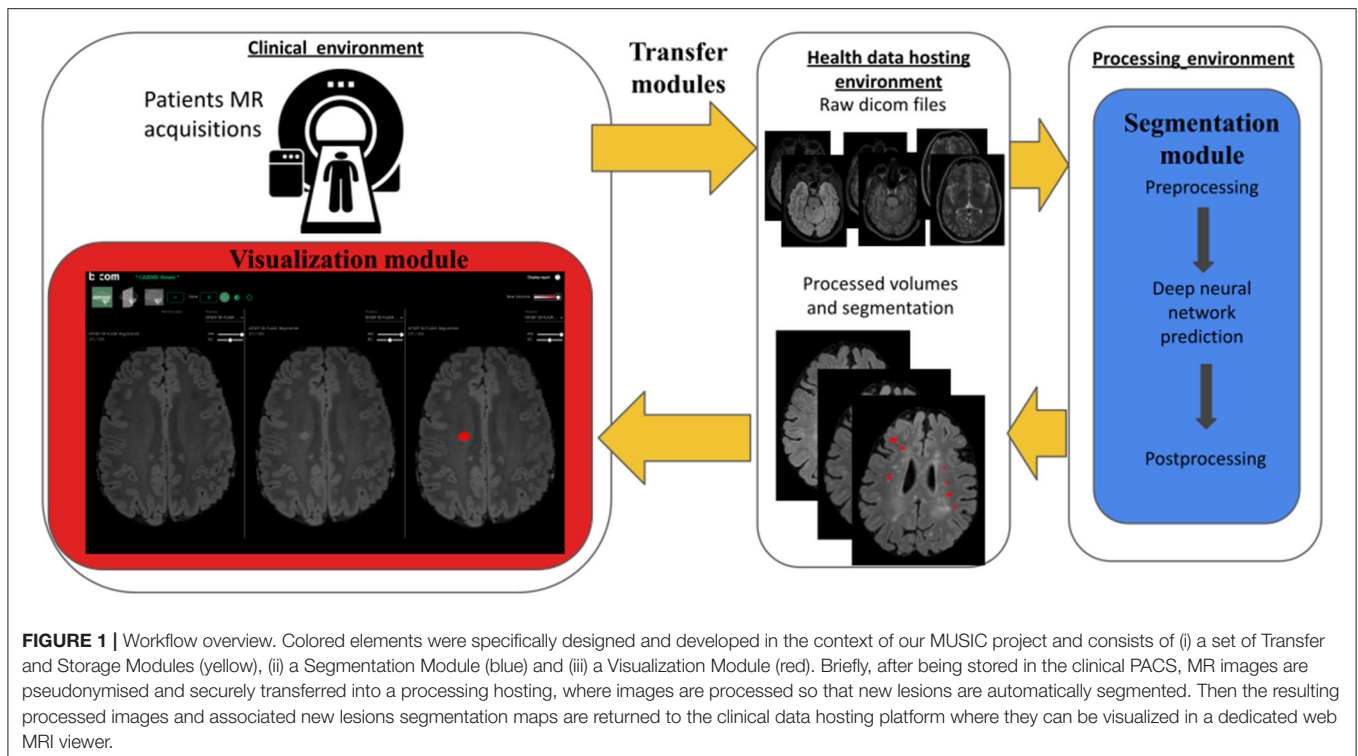 Clinical environment
Patients MR
acquisitions
Transfer
modules
Health data hosting
environment
Raw dicom files
Processing environment
Segmentation
module
Preprocessing
Deep neural
network
prediction
Postprocessing
Processed volumes
and segmentation
Visualization module
b com
FIGURE 1 | Workflow overview. Colored elements were specifically designed and developed in the context of our MUSIC project and consists of (i) a set of Transfer
and Storage Modules (yellow), (ii) a Segmentation Module (blue) and (iii) a Visualization Module (red). Briefly, after being stored in the clinical PACS, MR images are
pseudonymised and securely transferred into a processing hosting, where images are processed so that new lesions are automatically segmented. Then the resulting
processed images and associated new lesions segmentation maps are returned to the clinical data hosting platform where they can be visualized in a dedicated web
MRI viewer.